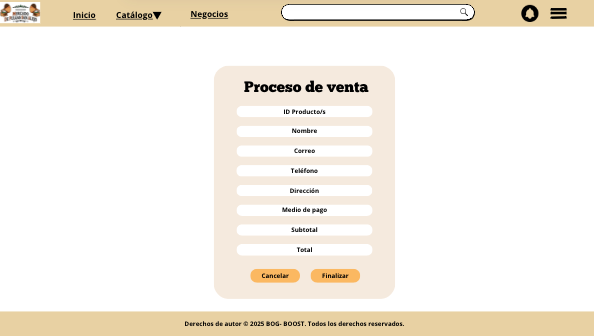 Inicio
Catálogo▼
Negocios
Proceso de venta
ID Producto/s
Nombre
Correo
Teléfono
Dirección
Medio de pago
Subtotal
Total
Cancelar
Finalizar
Derechos de autor © 2025 BOG- BOOST. Todos los derechos reservados.